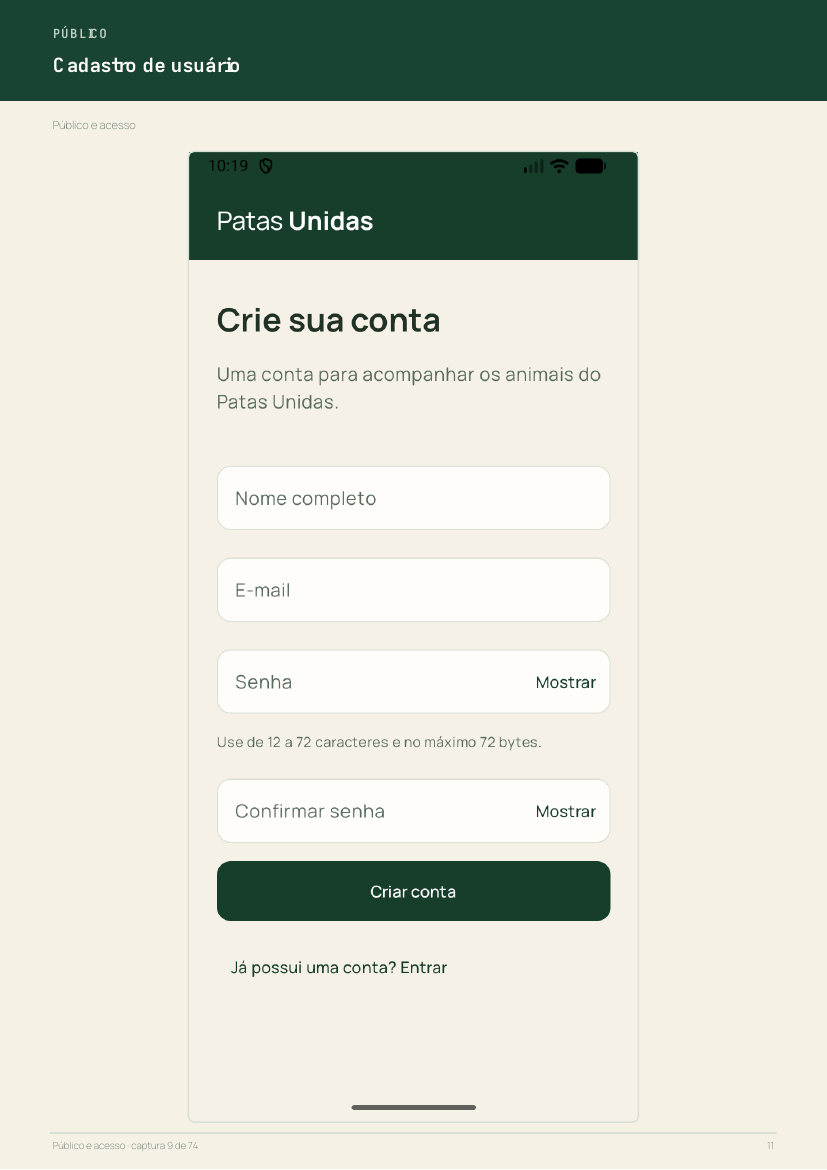 PÚBLICO
Cadastro de usuário
Público e acesso
10:19
Patas Unidas
Crie sua conta
Uma conta para acompanhar os animais do
Patas Unidas.
Nome completo
E-mail
Senha Mostrar
Use de 12 a 72 caracteres e no máximo 72 bytes.
Confirmar senha Mostrar
Criar conta
Já possui uma conta? Entrar
Público e acesso · captura 9 de 74 11